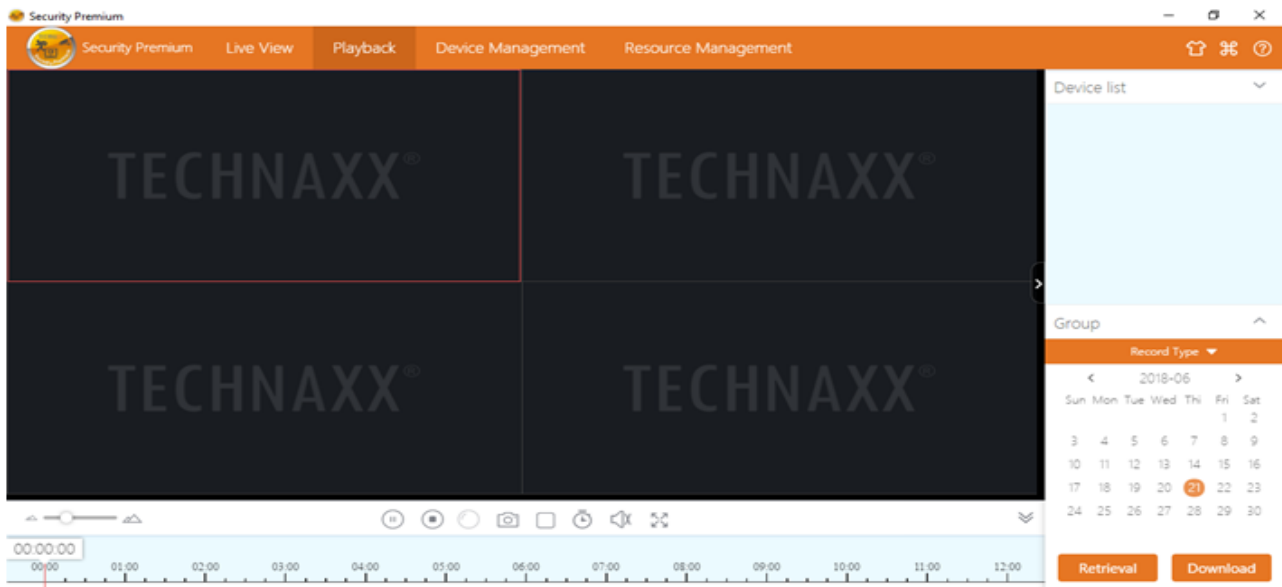 Security Premium
Security Premium Live View Playback Device Management Resource Management
Device list
TECHNAXX® TECHNAXX®
TECHNAXX® TECHNAXX®
Group
Record Type
2018-06
Sun Mon Tue Wed Thi Fri Sat
1 2
3 4 5 6 7 8 9
10 11 12 13 14 15 16
17 18 19 20 21 22 23
24 25 26 27 28 29 30
00:00:00
00:00 01:00 02:00 03:00 04:00 05:00 06:00 07:00 08:00 09:00 10:00 11:00 12:00
Retrieval Download